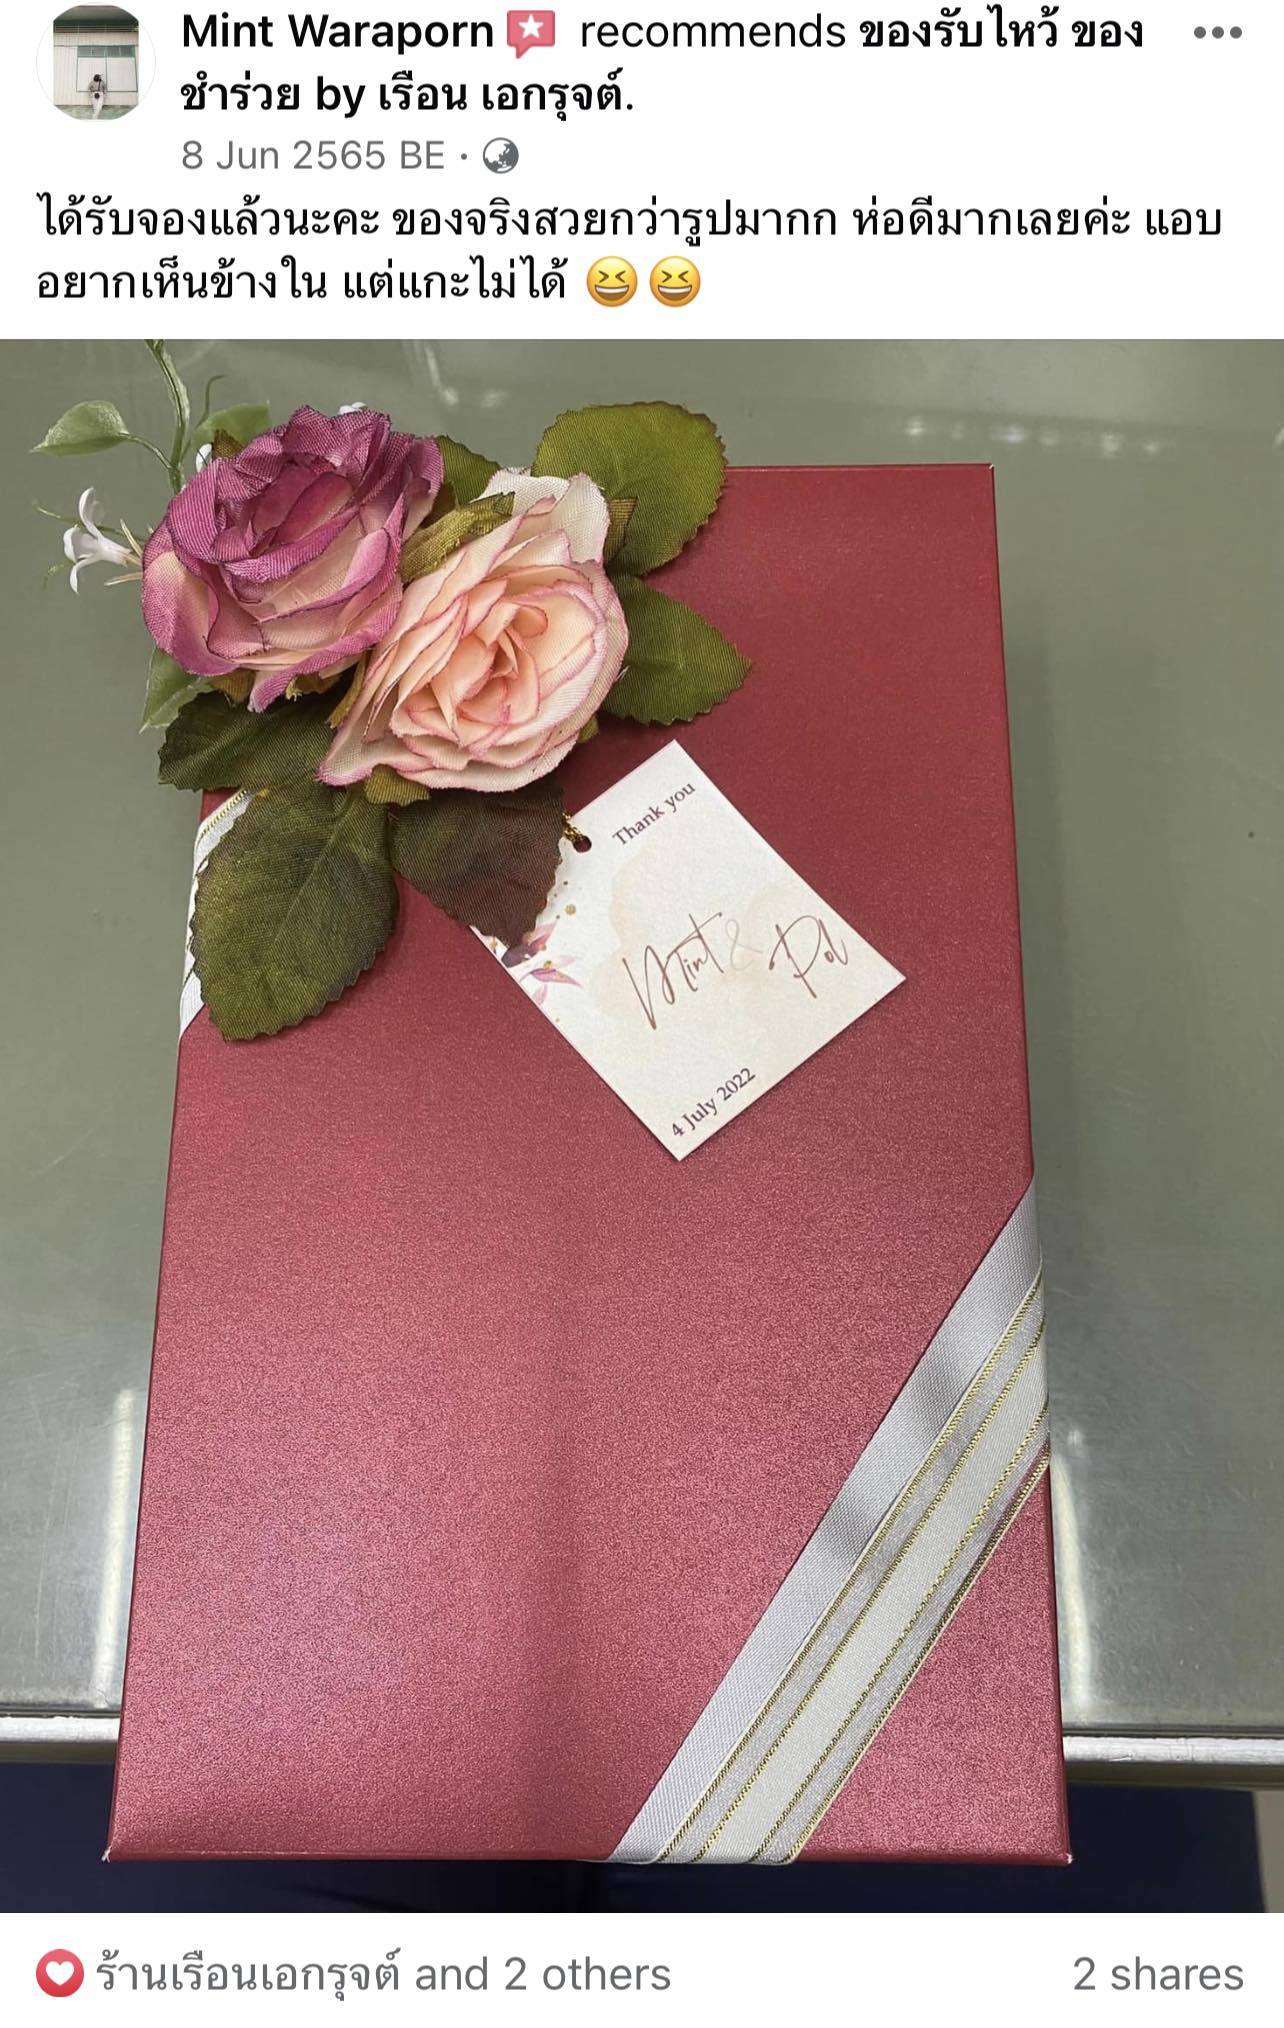 Mint Waraporn recommends ของรับไหว้ ของ
ชำร่วย by เรือน เอกรุจต์.
8 Jun 2565 BE ·
ได้รับจองแล้วนะคะ ของจริงสวยกว่ารูปมากก ห่อดีมากเลยค่ะ แอบ
อยากเห็นข้างใน แต่แกะไม่ได้ 😆😆
Thank you
Mint & Pol
4 July 2022
ร้านเรือนเอกรุจต์ and 2 others
2 shares